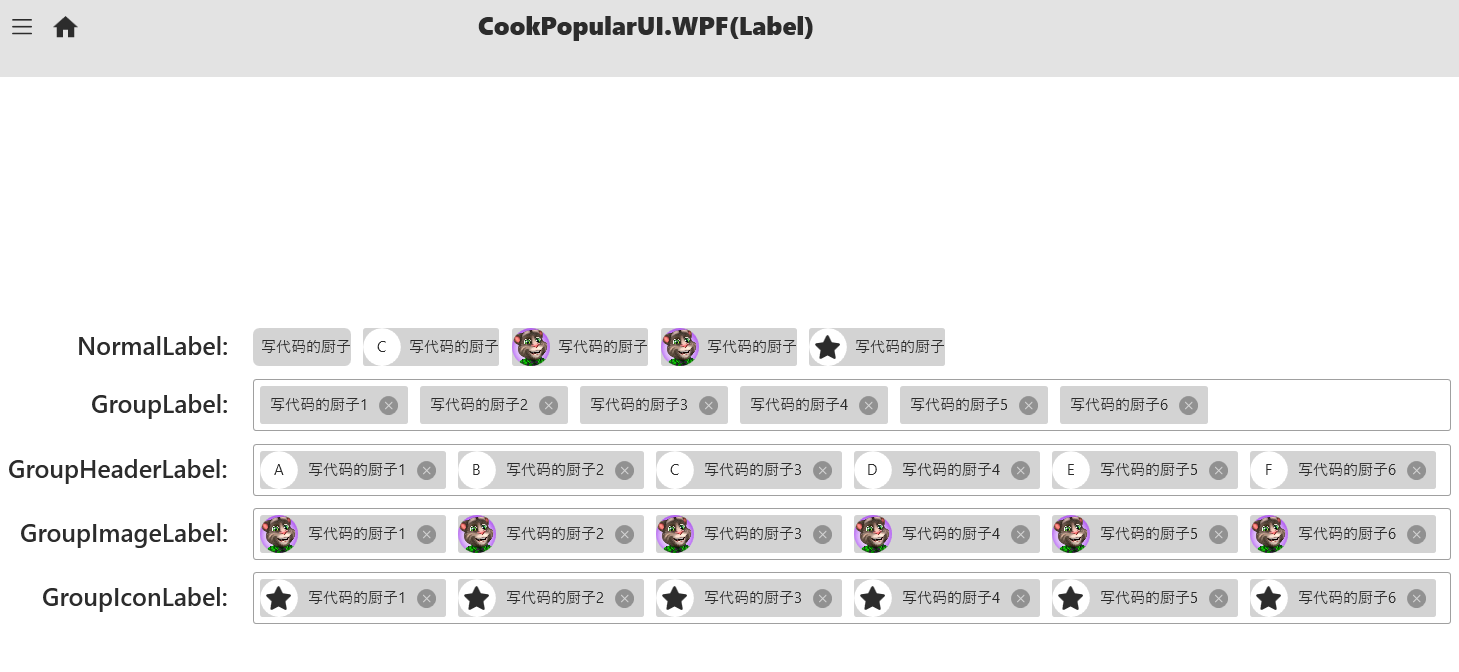 CookPopularUI.WPF(Label)
NormalLabel: 写代码的厨子 C 写代码的厨子 写代码的厨子 写代码的厨子 写代码的厨子
GroupLabel: 写代码的厨子1 写代码的厨子2 写代码的厨子3 写代码的厨子4 写代码的厨子5 写代码的厨子6
GroupHeaderLabel: A 写代码的厨子1 B 写代码的厨子2 C 写代码的厨子3 D 写代码的厨子4 E 写代码的厨子5 F 写代码的厨子6
GroupImageLabel: 写代码的厨子1 写代码的厨子2 写代码的厨子3 写代码的厨子4 写代码的厨子5 写代码的厨子6
GroupIconLabel: 写代码的厨子1 写代码的厨子2 写代码的厨子3 写代码的厨子4 写代码的厨子5 写代码的厨子6